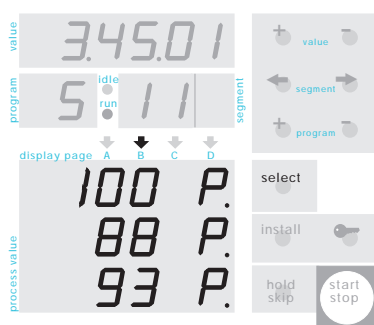 value
3.45.01
program
5
idle
run
11
segment
display page A B C D
process value
100 P.
88 P.
93 P.
+ value -
segment
+ program -
select
install
hold
skip
start
stop